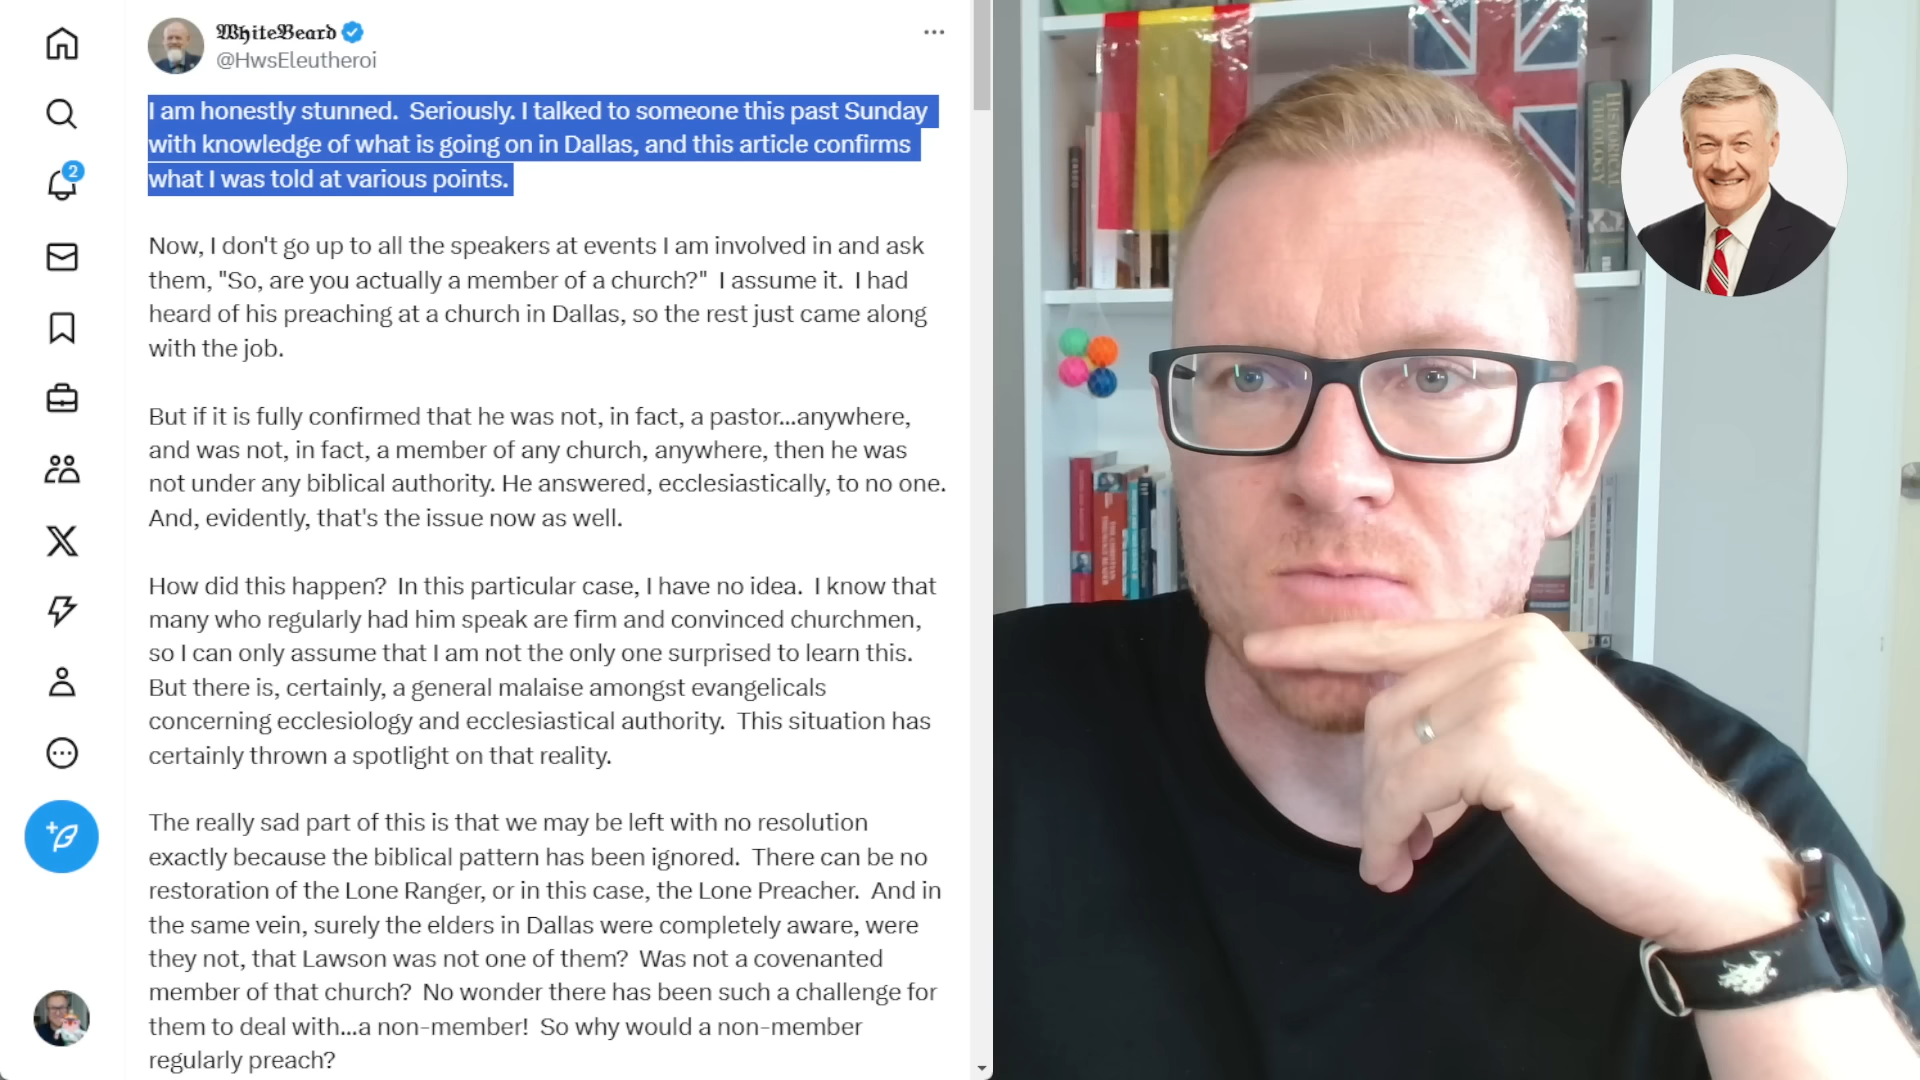 WhiteBeard
@HwsEleutheroi
I am honestly stunned.  Seriously. I talked to someone this past Sunday
with knowledge of what is going on in Dallas, and this article confirms
what I was told at various points.
Now, I don't go up to all the speakers at events I am involved in and ask
them, "So, are you actually a member of a church?"  I assume it.  I had
heard of his preaching at a church in Dallas, so the rest just came along
with the job.
But if it is fully confirmed that he was not, in fact, a pastor...anywhere,
and was not, in fact, a member of any church, anywhere, then he was
not under any biblical authority. He answered, ecclesiastically, to no one.
And, evidently, that's the issue now as well.
How did this happen?  In this particular case, I have no idea.  I know that
many who regularly had him speak are firm and convinced churchmen,
so I can only assume that I am not the only one surprised to learn this.
But there is, certainly, a general malaise amongst evangelicals
concerning ecclesiology and ecclesiastical authority.  This situation has
certainly thrown a spotlight on that reality.
The really sad part of this is that we may be left with no resolution
exactly because the biblical pattern has been ignored.  There can be no
restoration of the Lone Ranger, or in this case, the Lone Preacher.  And in
the same vein, surely the elders in Dallas were completely aware, were
they not, that Lawson was not one of them?  Was not a covenanted
member of that church?  No wonder there has been such a challenge for
them to deal with...a non-member!  So why would a non-member
regularly preach?
2
HISTORICAL
THEOLOGY